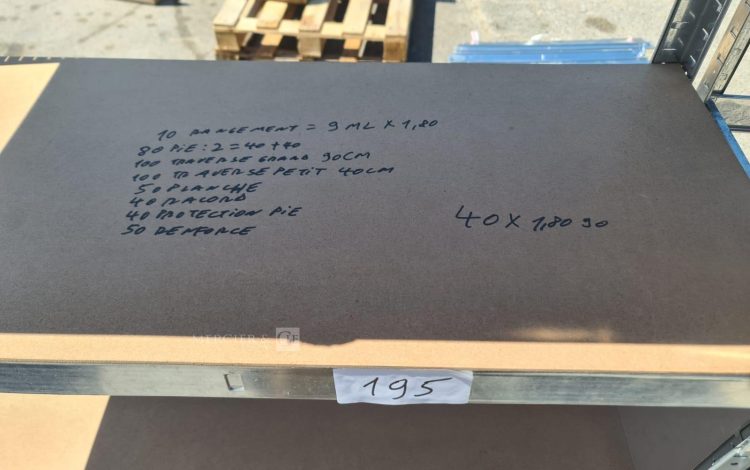 10 RANGEMENT = 9 ML X 1,80
80 PIE : 2 = 40 + 40
100 TRAVERSE GRAND 90CM
100 TRAVERSE PETIT 40CM
50 PLANCHE
40 RACORD
40 PROTECTION PIE
50 RENFORCE
40 X 1,80 90
MERCIER &
195